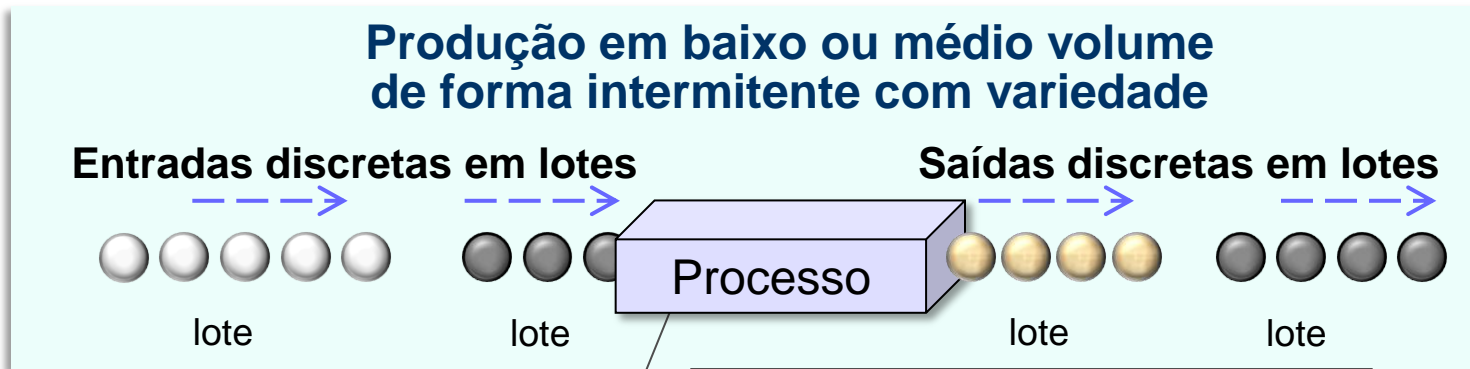 Produção em baixo ou médio volume
de forma intermitente com variedade
Entradas discretas em lotes
Saídas discretas em lotes
Processo
lote
lote
lote
lote